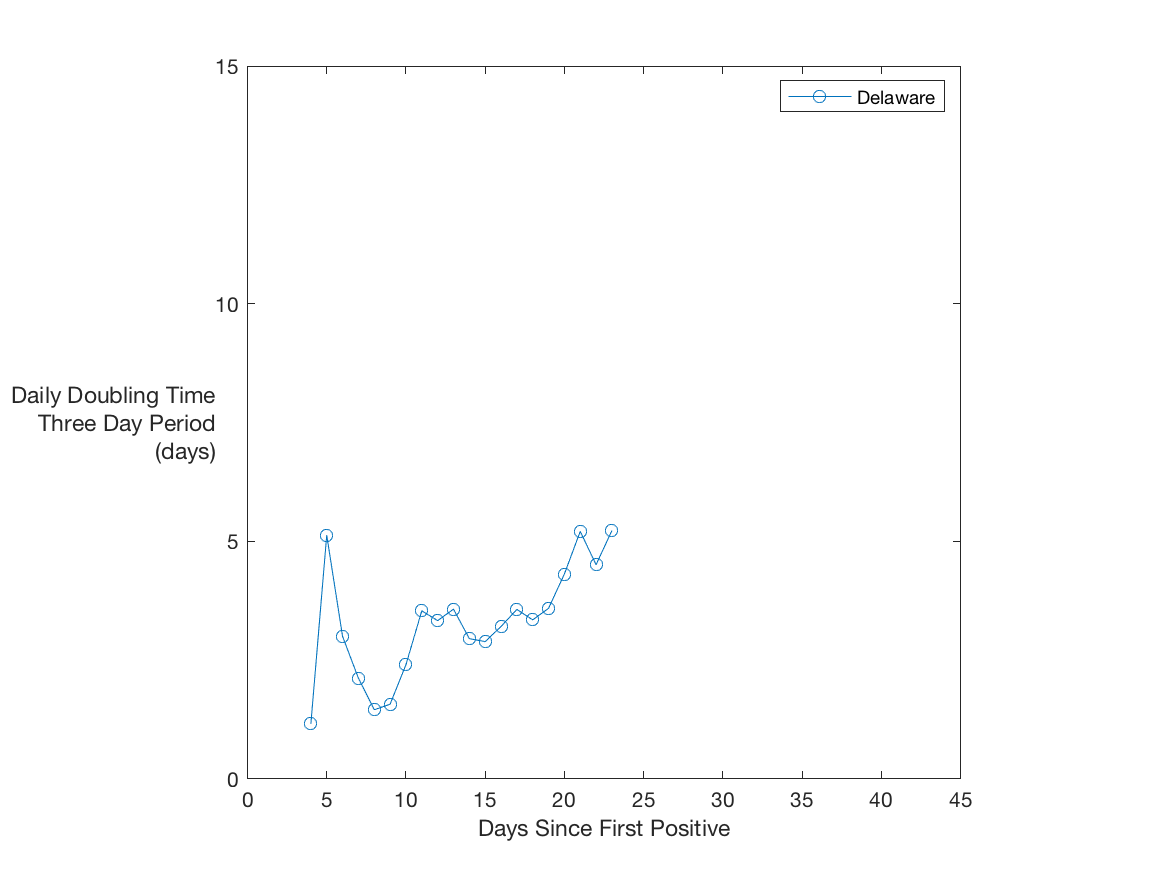 15
Delaware
10
Daily Doubling Time
Three Day Period
(days)
5
0
0 5 10 15 20 25 30 35 40 45
Days Since First Positive